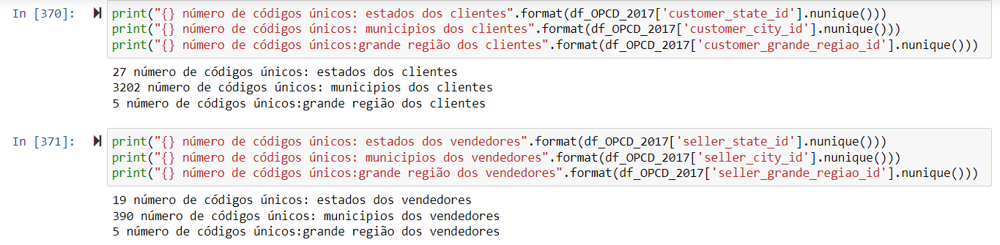 In [370]: print("{} número de códigos únicos: estados dos clientes".format(df_OPCD_2017['customer_state_id'].nunique()))
print("{} número de códigos únicos: municipios dos clientes".format(df_OPCD_2017['customer_city_id'].nunique()))
print("{} número de códigos únicos:grande região dos clientes".format(df_OPCD_2017['customer_grande_regiao_id'].nunique()))
27 número de códigos únicos: estados dos clientes
3202 número de códigos únicos: municipios dos clientes
5 número de códigos únicos:grande região dos clientes
In [371]: print("{} número de códigos únicos: estados dos vendedores".format(df_OPCD_2017['seller_state_id'].nunique()))
print("{} número de códigos únicos: municipios dos vendedores".format(df_OPCD_2017['seller_city_id'].nunique()))
print("{} número de códigos únicos:grande região dos vendedores".format(df_OPCD_2017['seller_grande_regiao_id'].nunique()))
19 número de códigos únicos: estados dos vendedores
390 número de códigos únicos: municipios dos vendedores
5 número de códigos únicos:grande região dos vendedores